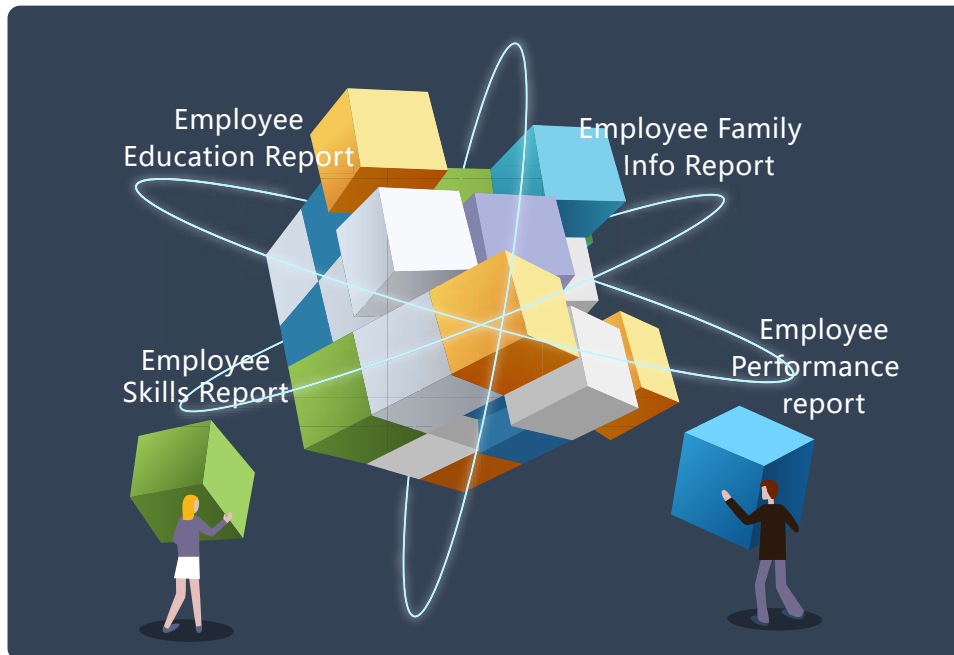 Employee
Education Report
Employee Family
Info Report
Employee
Skills Report
Employee
Performance
report